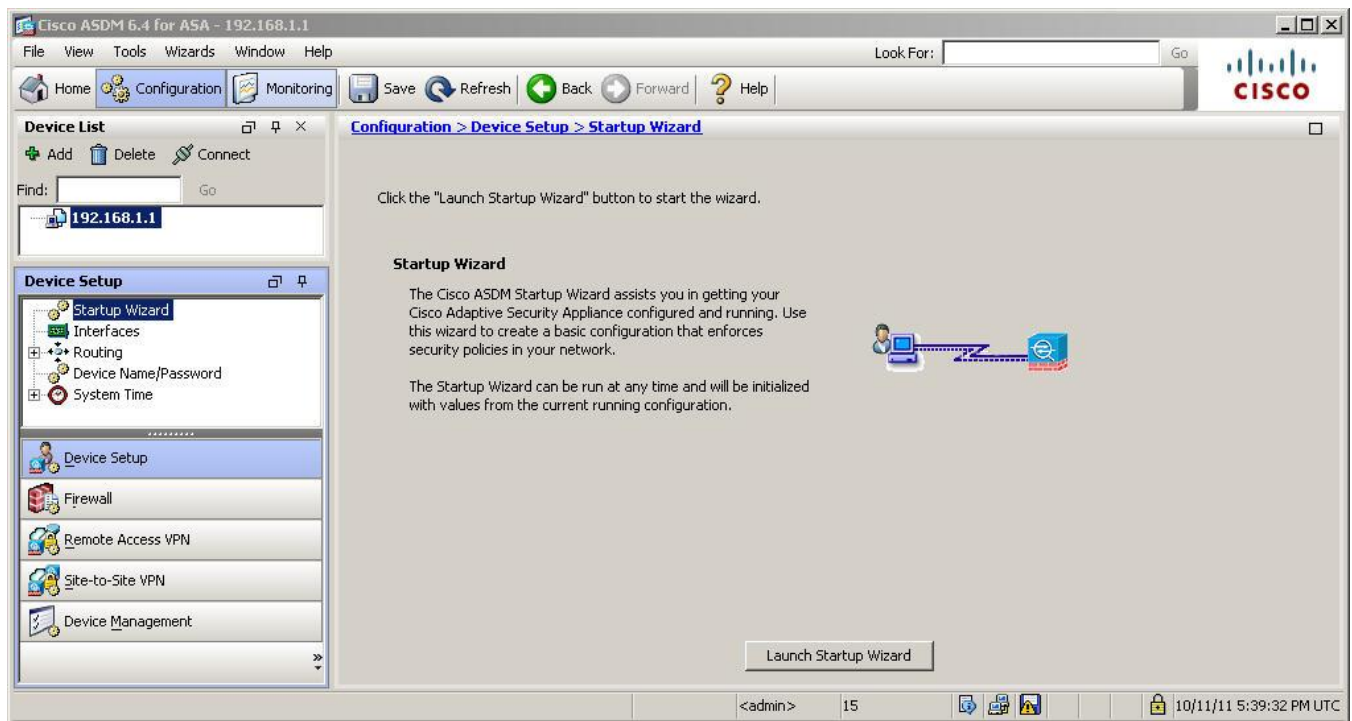 Cisco ASDM 6.4 for ASA - 192.168.1.1
File View Tools Wizards Window Help
Look For:
Go
Home Configuration Monitoring Save Refresh Back Forward Help
CISCO
Device List
Add Delete Connect
Find:
Go
192.168.1.1
Device Setup
Startup Wizard
Interfaces
Routing
Device Name/Password
System Time
Device Setup
Firewall
Remote Access VPN
Site-to-Site VPN
Device Management
Configuration > Device Setup > Startup Wizard
Click the "Launch Startup Wizard" button to start the wizard.
Startup Wizard
The Cisco ASDM Startup Wizard assists you in getting your
Cisco Adaptive Security Appliance configured and running. Use
this wizard to create a basic configuration that enforces
security policies in your network.
The Startup Wizard can be run at any time and will be initialized
with values from the current running configuration.
Launch Startup Wizard
<admin> 15 10/11/11 5:39:32 PM UTC